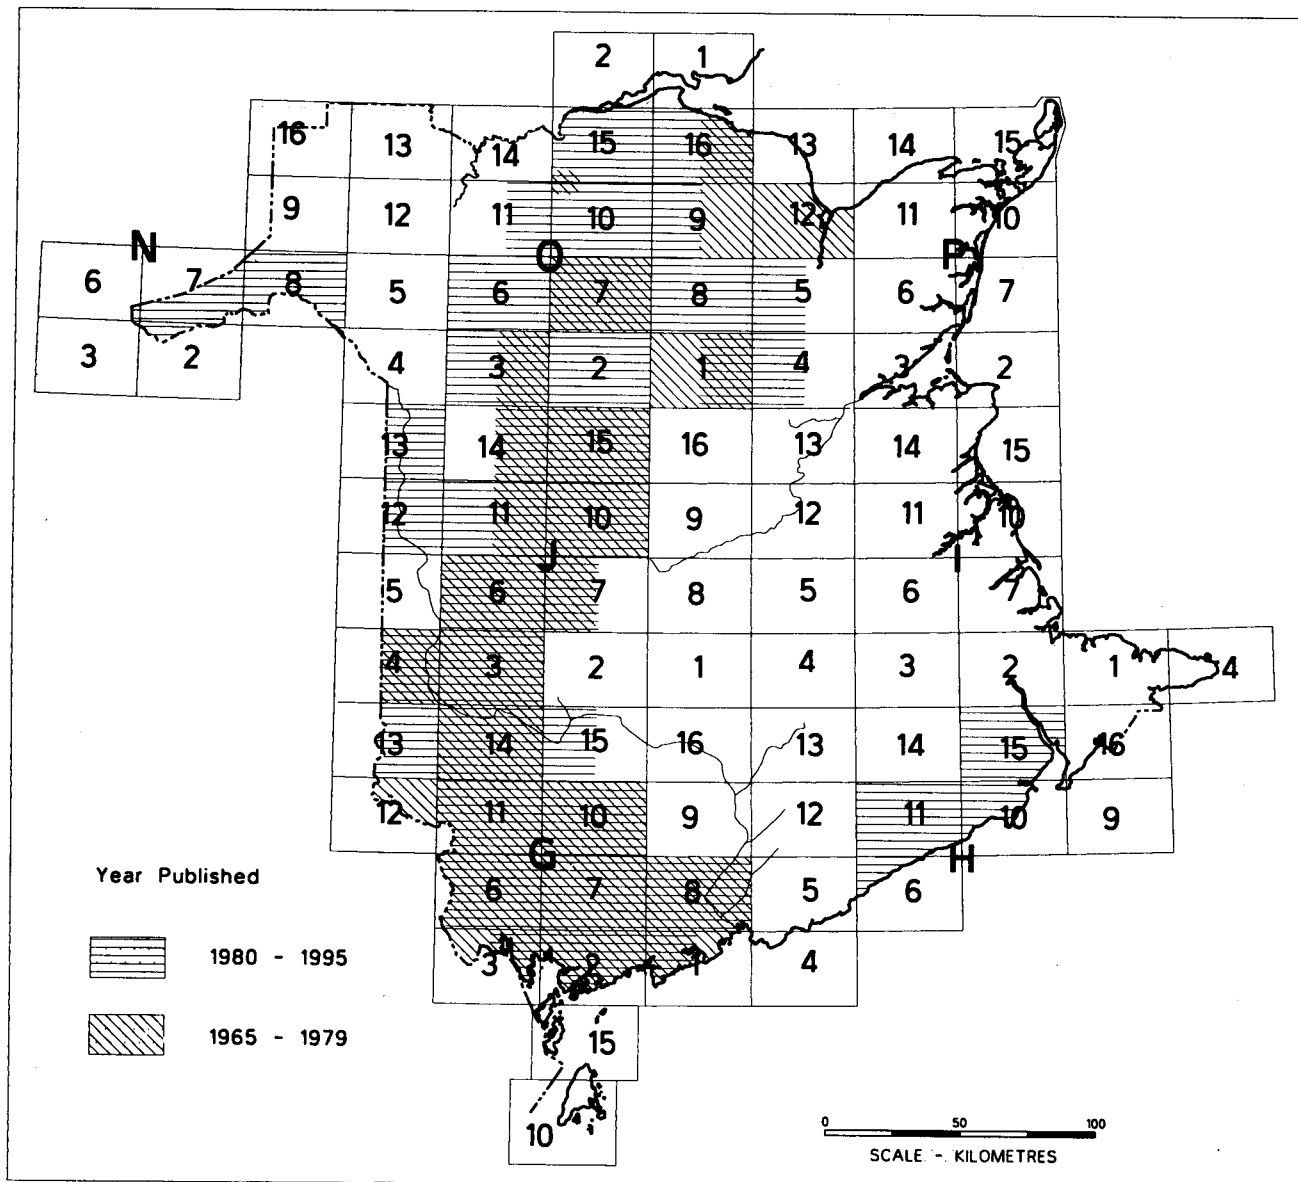 2 1
16 13 14 15 16 13 14 15
9 12 11 10 9 12 11 10
N O P
6 7 8 5 6 7 8 5 6 7
3 2 4 3 2 1 4 3 2
13 14 15 16 13 14 15
12 11 10 9 12 11 10
J I
5 6 7 8 5 6
4 3 2 1 4 3 2 1 4
13 14 15 16 13 14 15 16
12 11 10 9 12 11 10 9
G H
6 7 8 5 6
3 2 1 4
15
10
Year Published
1980 - 1995
1965 - 1979
0 50 100
SCALE - KILOMETRES